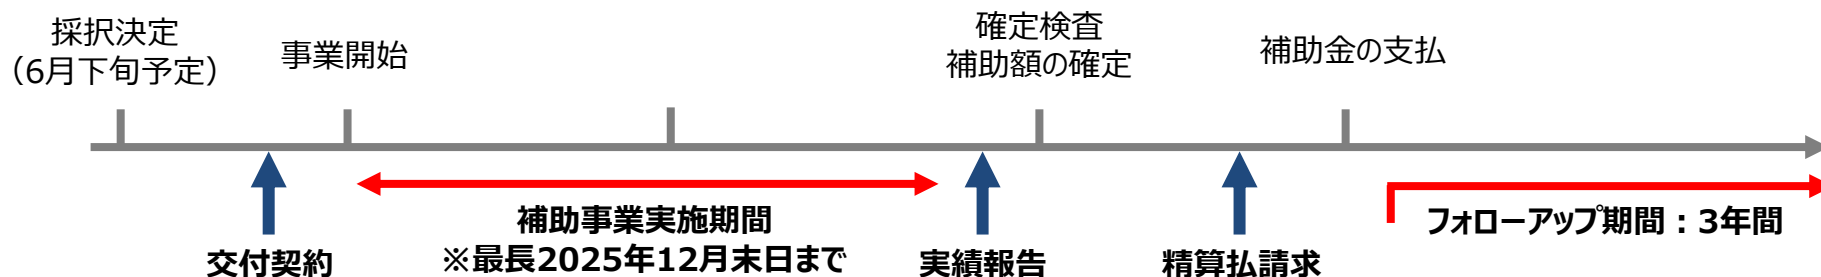 採択決定
（6月下旬予定）
事業開始
確定検査
補助額の確定
補助金の支払
交付契約
補助事業実施期間
※最長2025年12月末日まで
実績報告
精算払請求
フォローアップ期間：3年間